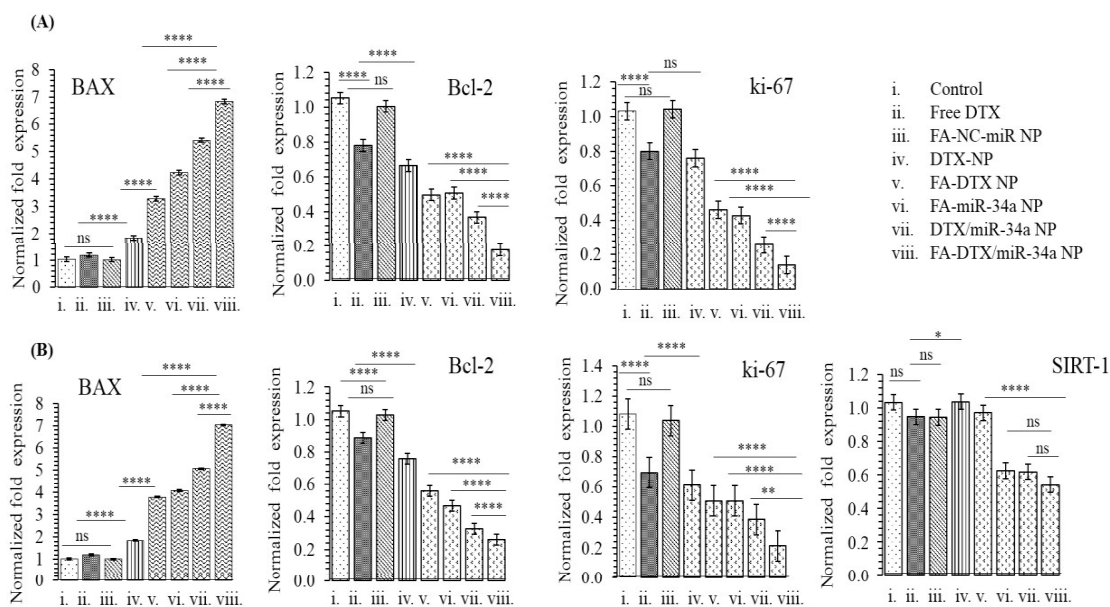 (A)
BAX
Normalized fold expression
8
7
6
5
4
3
2
1
0
ns
****
****
****
****
****
i. ii. iii. iv. v. vi. vii. viii.
Bcl-2
Normalized fold expression
1.2
1.0
0.8
0.6
0.4
0.2
0.0
****
****
ns
****
****
****
i. ii. iii. iv. v. vi. vii. viii.
ki-67
Normalized fold expression
1.2
1.0
0.8
0.6
0.4
0.2
0.0
****
ns
ns
****
****
****
i. ii. iii. iv. v. vi. vii. viii.
i. Control
ii. Free DTX
iii. FA-NC-miR NP
iv. DTX-NP
v. FA-DTX NP
vi. FA-miR-34a NP
vii. DTX/miR-34a NP
viii. FA-DTX/miR-34a NP
(B)
BAX
Normalized fold expression
8
7
6
5
4
3
2
1
0
ns
****
****
****
****
****
i. ii. iii. iv. v. vi. vii. viii.
Bcl-2
Normalized fold expression
1.2
1.0
0.8
0.6
0.4
0.2
0.0
****
****
ns
****
****
****
i. ii. iii. iv. v. vi. vii. viii.
ki-67
Normalized fold expression
1.4
1.2
1.0
0.8
0.6
0.4
0.2
0.0
****
****
ns
****
****
**
i. ii. iii. iv. v. vi. vii. viii.
SIRT-1
Normalized fold expression
1.2
1.0
0.8
0.6
0.4
0.2
0.0
*
ns
ns
****
ns
ns
i. ii. iii. iv. v. vi. vii. viii.